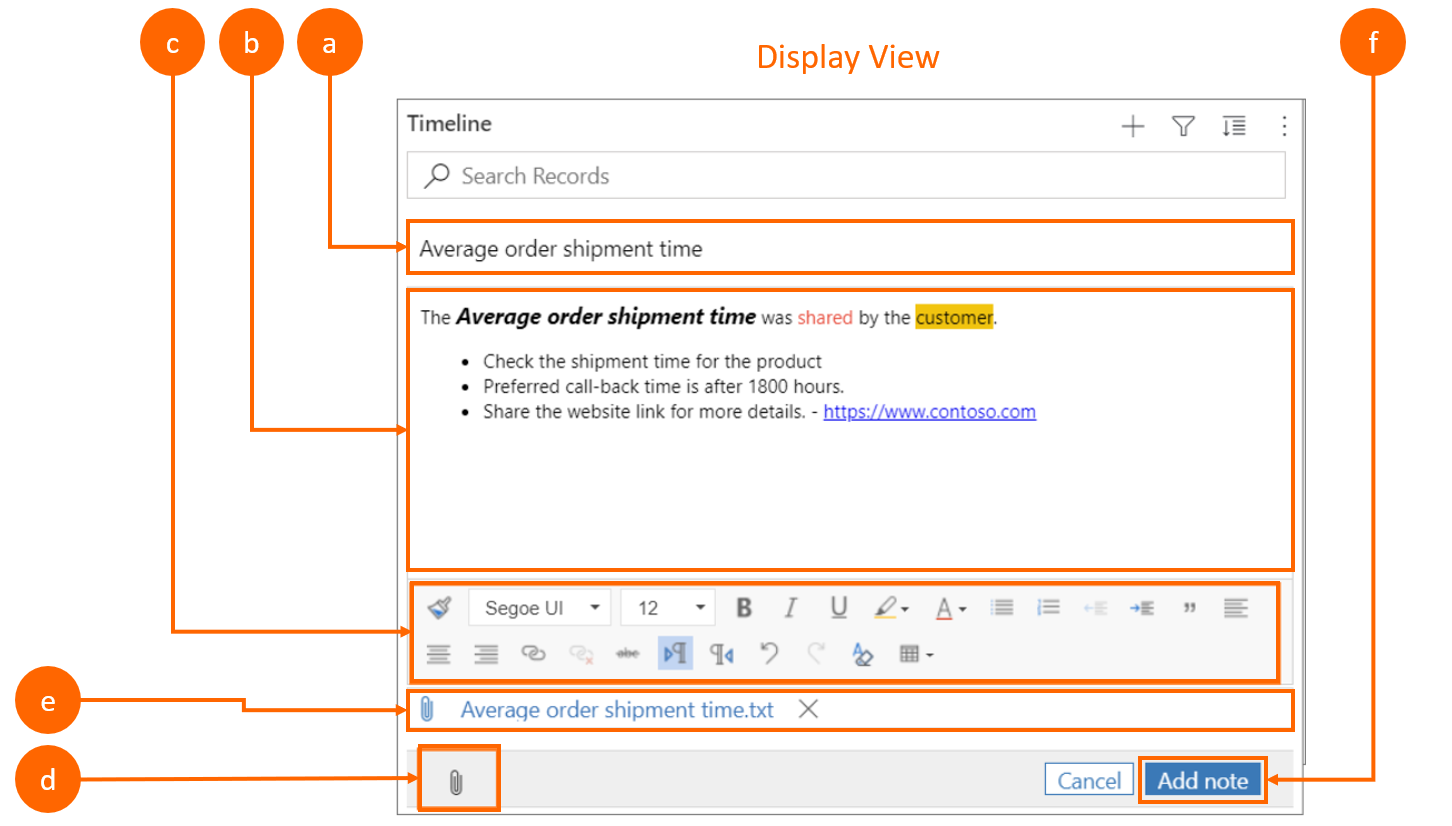 c b a f
Display View
Timeline
Search Records
Average order shipment time
The Average order shipment time was shared by the customer.
• Check the shipment time for the product
• Preferred call-back time is after 1800 hours.
• Share the website link for more details. - https://www.contoso.com
Segoe UI 12 B I U A ”
abc
e
Average order shipment time.txt
d
Cancel Add note